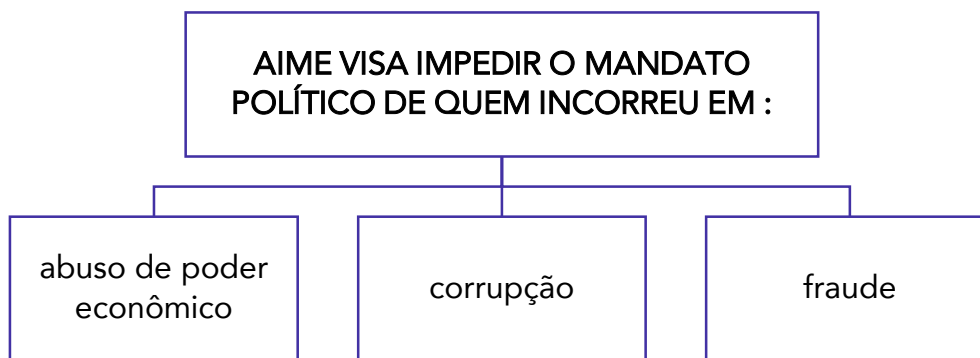 AIME VISA IMPEDIR O MANDATO
POLÍTICO DE QUEM INCORREU EM :
abuso de poder
econômico
corrupção
fraude